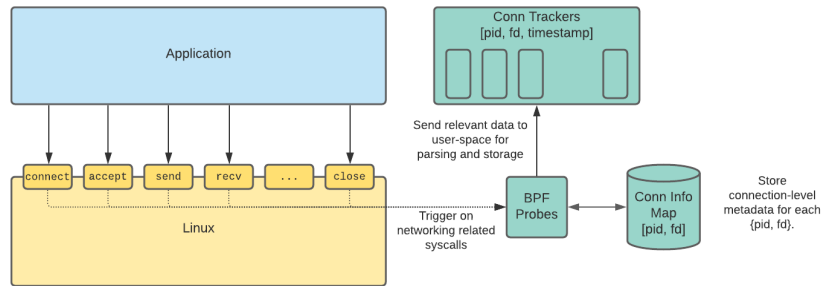 Application
Conn Trackers
[pid, fd, timestamp]
Send relevant data to
user-space for
parsing and storage
connect
accept
send
recv
...
close
Linux
Trigger on
networking related
syscalls
BPF
Probes
Conn Info
Map
[pid, fd]
Store
connection-level
metadata for each
{pid, fd}.